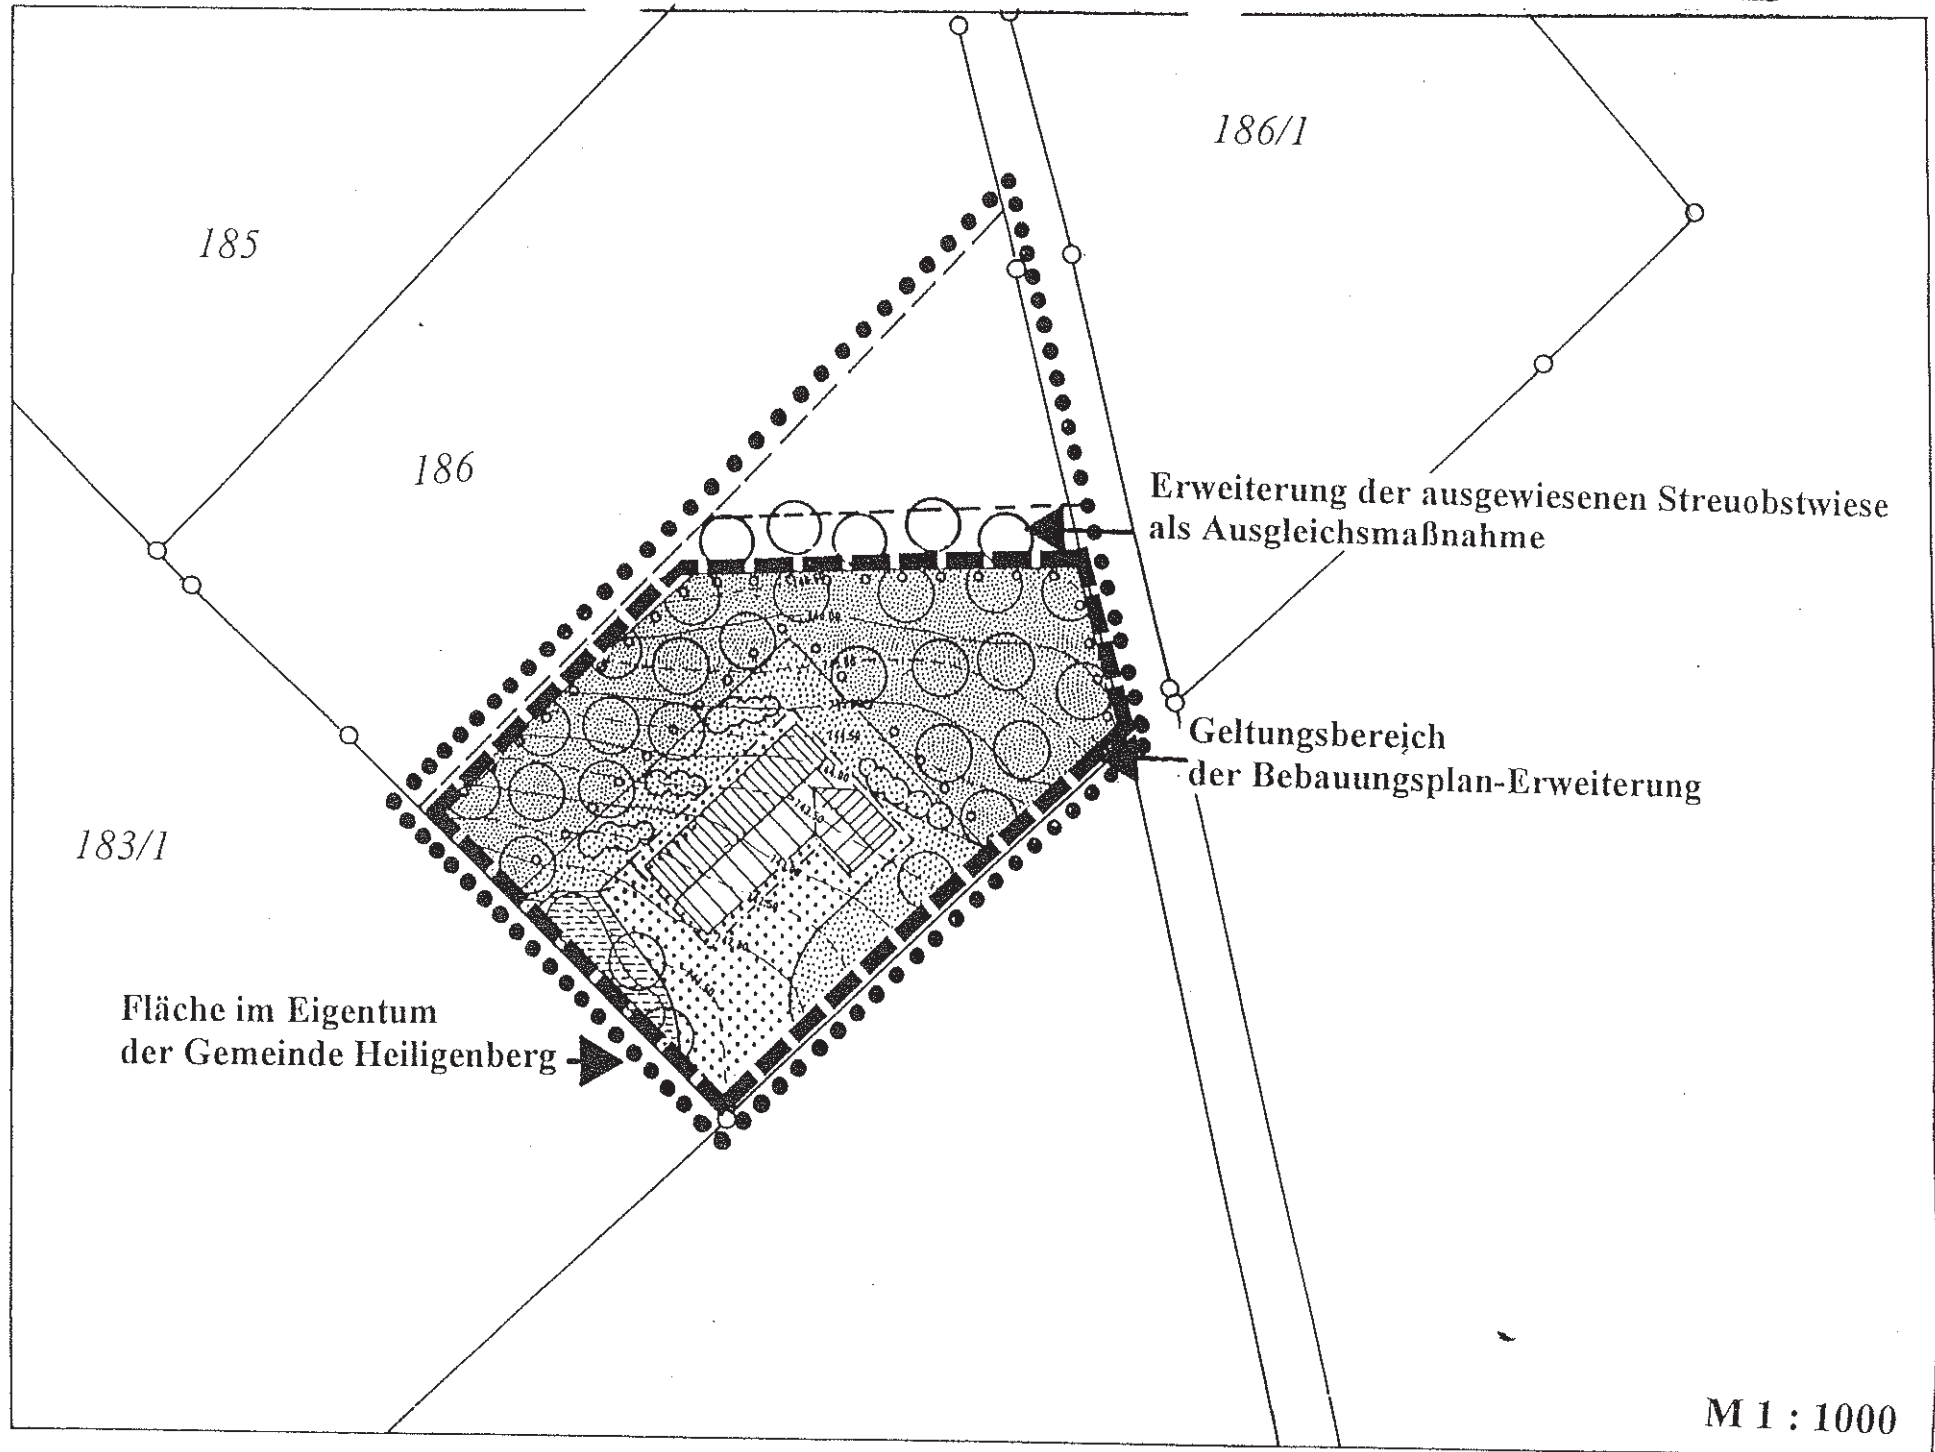 186/1
185
186
Erweiterung der ausgewiesenen Streuobstwiese
als Ausgleichsmaßnahme
Geltungsbereich
der Bebauungsplan-Erweiterung
183/1
Fläche im Eigentum
der Gemeinde Heiligenberg
M 1 : 1000